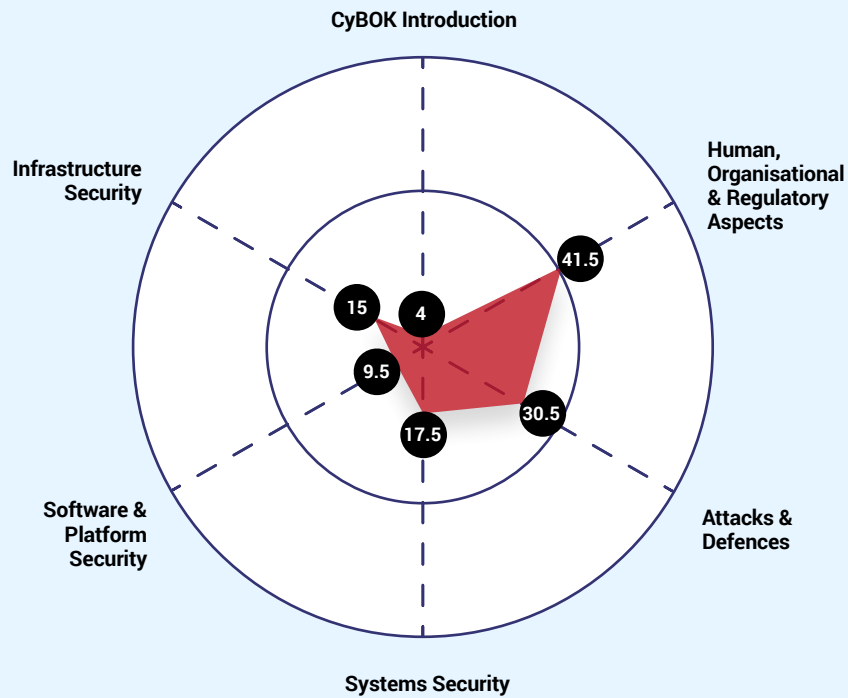 CyBOK Introduction
Infrastructure
Security
Human,
Organisational
& Regulatory
Aspects
41.5
15
4
9.5
30.5
17.5
Software &
Platform
Security
Attacks &
Defences
Systems Security